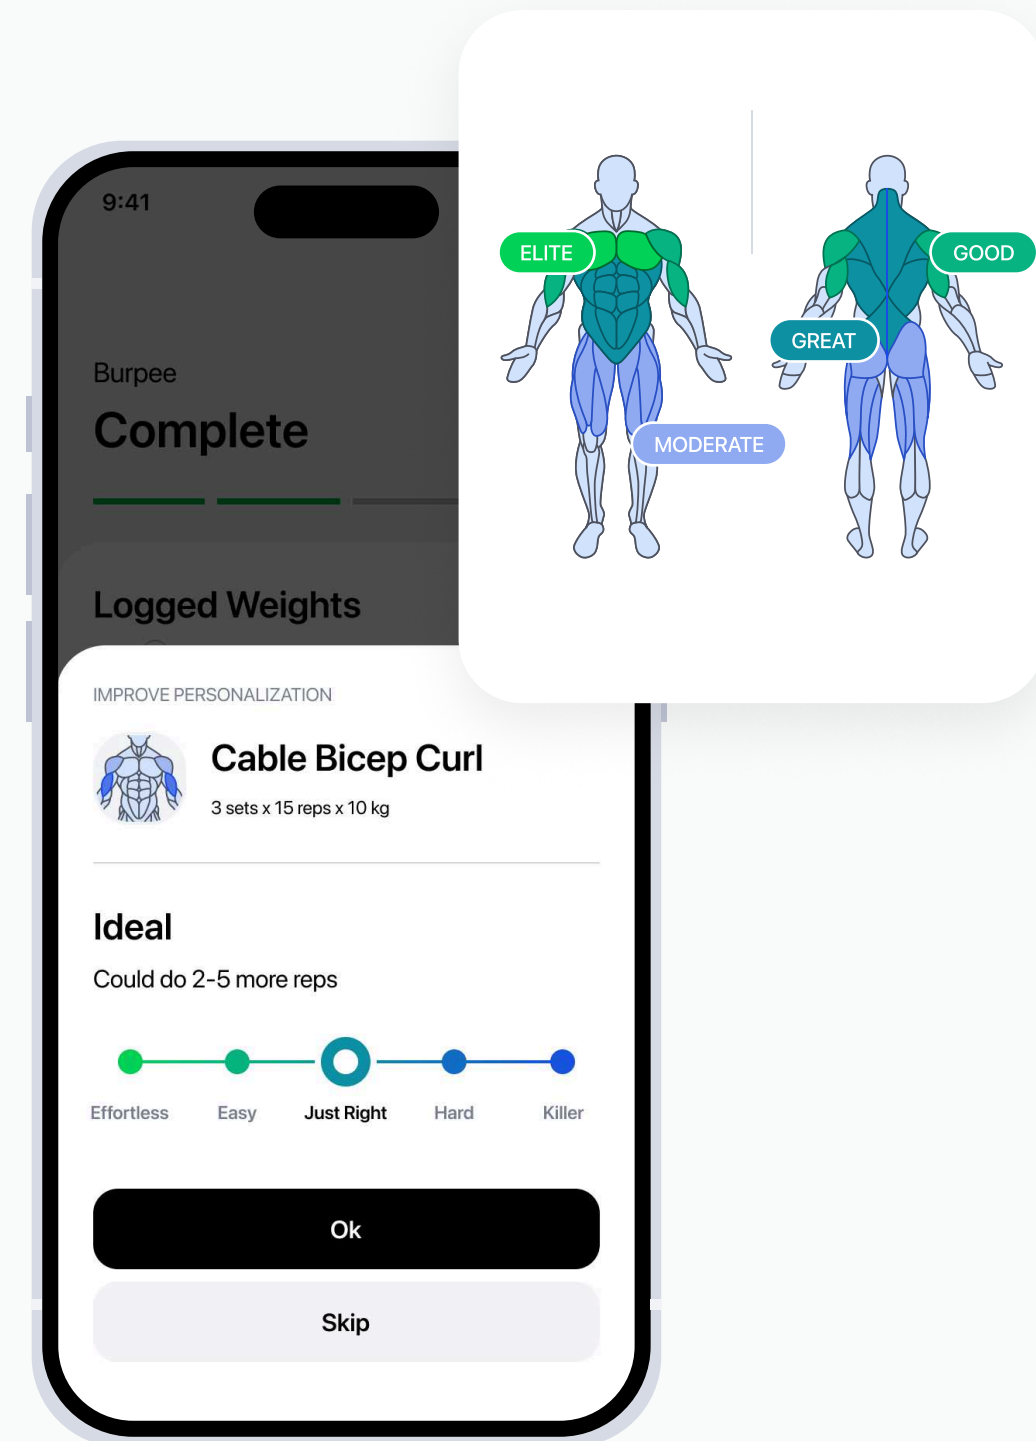 9:41
ELITE
GOOD
GREAT
MODERATE
Burpee
Complete
Logged Weights
IMPROVE PERSONALIZATION
Cable Bicep Curl
3 sets x 15 reps x 10 kg
Ideal
Could do 2-5 more reps
Effortless Easy Just Right Hard Killer
Ok
Skip